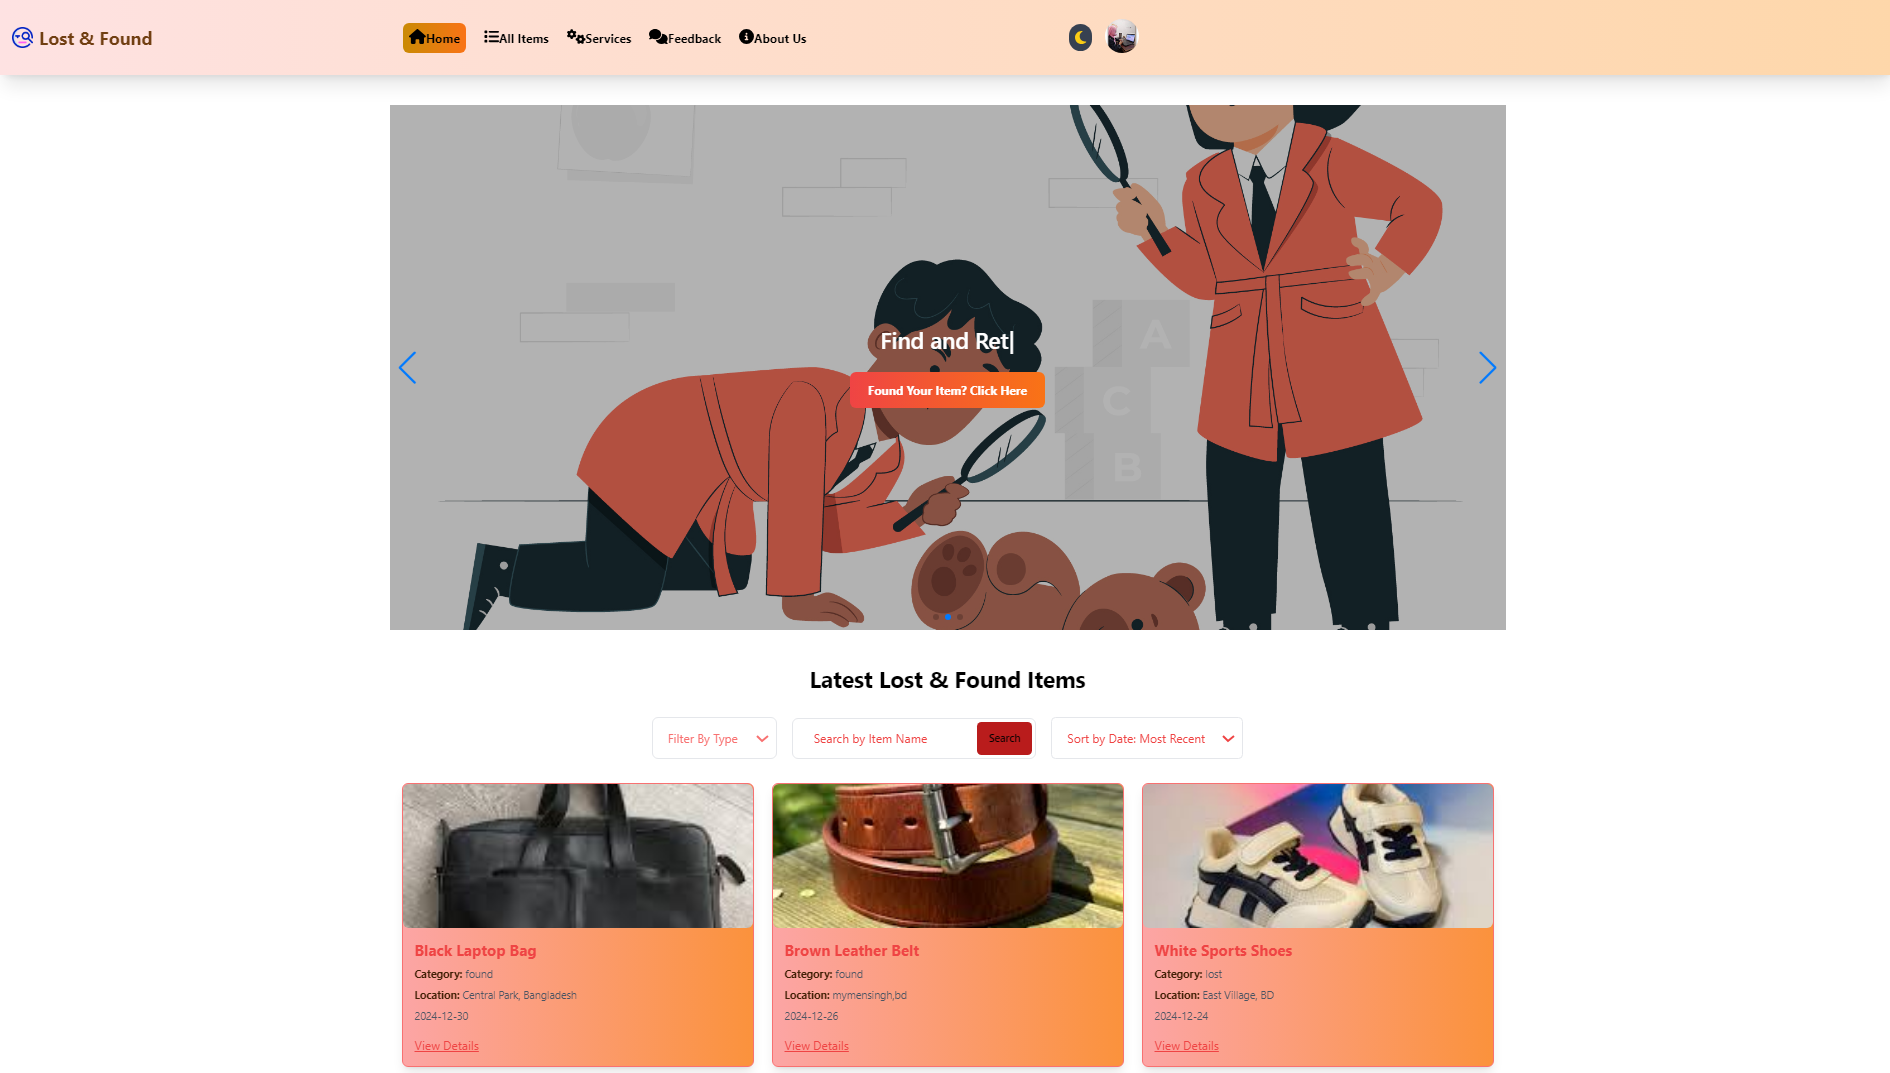 Lost & Found
Home
All Items
Services
Feedback
About Us
A
C
B
Find and Ret|
Found Your Item? Click Here
Latest Lost & Found Items
Filter By Type
Search by Item Name
Search
Sort by Date: Most Recent
Black Laptop Bag
Category: found
Location: Central Park, Bangladesh
2024-12-30
View Details
Brown Leather Belt
Category: found
Location: mymensingh,bd
2024-12-26
View Details
White Sports Shoes
Category: lost
Location: East Village, BD
2024-12-24
View Details